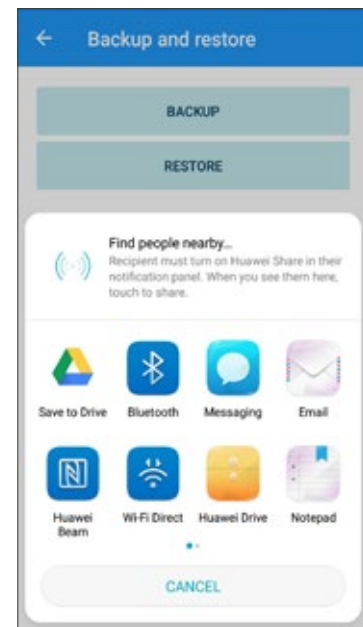 Backup and restore
BACKUP
RESTORE
Find people nearby...
Recipient must turn on Huawei Share in their
notification panel. When you see them here,
touch to share.
Save to Drive Bluetooth Messaging Email
Huawei Beam Wi-Fi Direct Huawei Drive Notepad
CANCEL